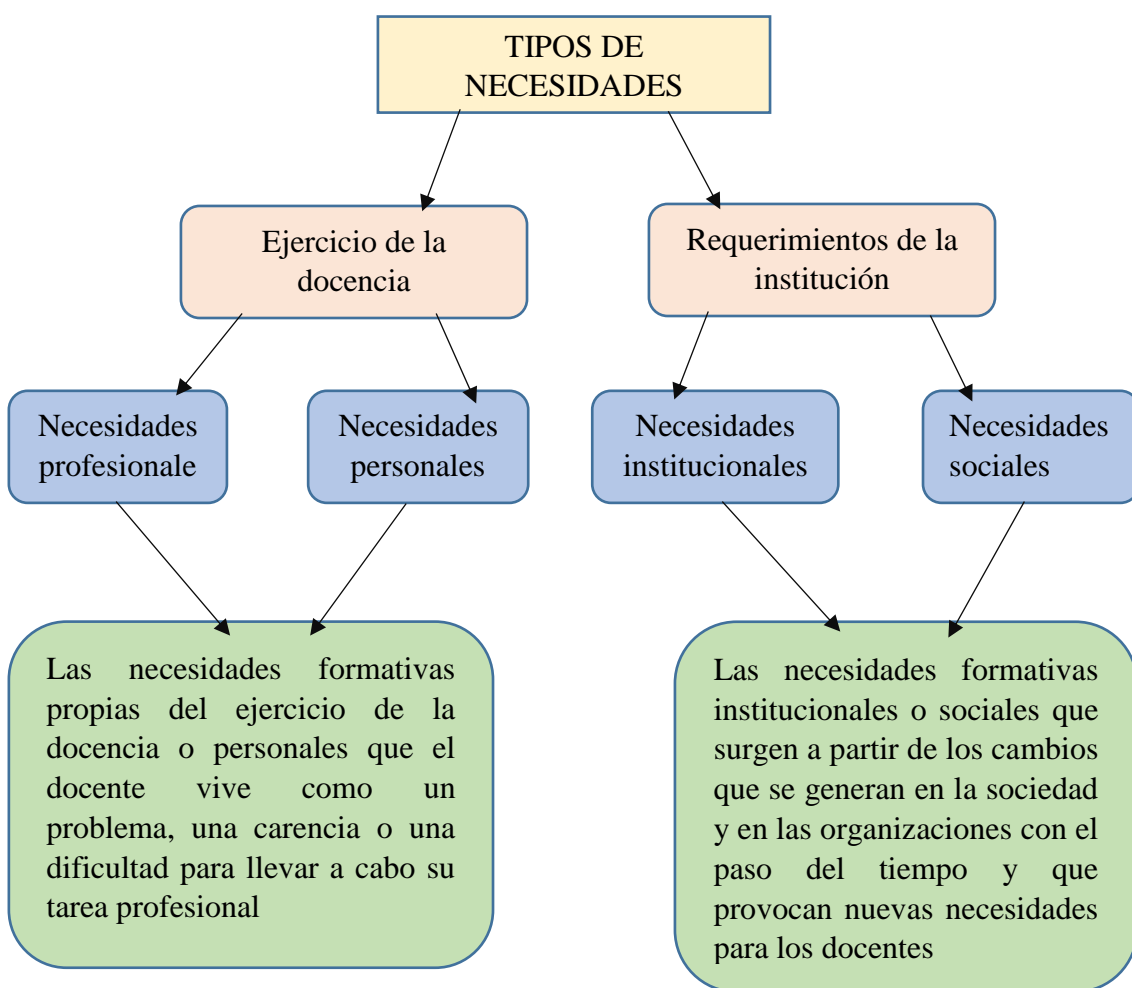 TIPOS DE
NECESIDADES
Ejercicio de la
docencia
Requerimientos de la
institución
Necesidades
profesionale
Necesidades
personales
Necesidades
institucionales
Necesidades
sociales
Las necesidades formativas
propias del ejercicio de la
docencia o personales que el
docente vive como un
problema, una carencia o una
dificultad para llevar a cabo su
tarea profesional
Las necesidades formativas
institucionales o sociales que
surgen a partir de los cambios
que se generan en la sociedad
y en las organizaciones con el
paso del tiempo y que
provocan nuevas necesidades
para los docentes